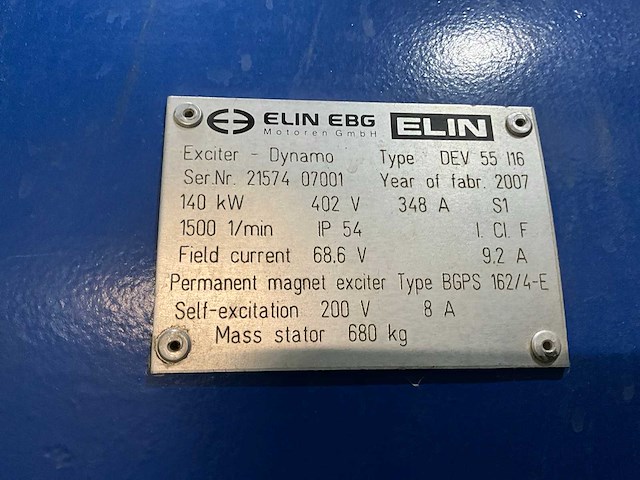 ELIN EBG ELIN
Motoren GmbH
Exciter - Dynamo Type DEV 55 I16
Ser.Nr. 21574 07001 Year of fabr. 2007
140 kW 402 V 348 A S1
1500 1/min IP 54 I. Cl. F
Field current 68.6 V 9.2 A
Permanent magnet exciter Type BGPS 162/4-E
Self-excitation 200 V 8 A
Mass stator 680 kg